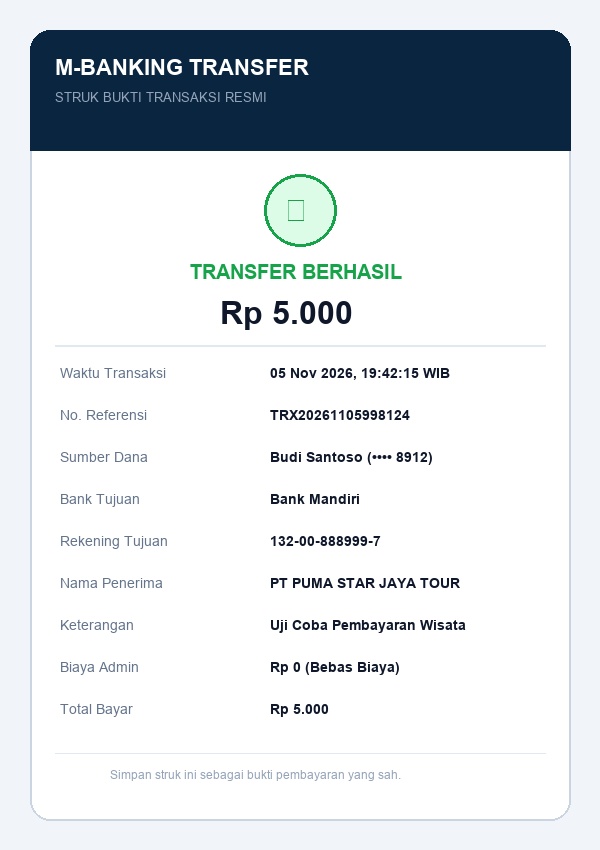 M-BANKING TRANSFER
STRUK BUKTI TRANSAKSI RESMI
TRANSFER BERHASIL
Rp 5.000
Waktu Transaksi 05 Nov 2026, 19:42:15 WIB
No. Referensi TRX20261105998124
Sumber Dana Budi Santoso (•••• 8912)
Bank Tujuan Bank Mandiri
Rekening Tujuan 132-00-888999-7
Nama Penerima PT PUMA STAR JAYA TOUR
Keterangan Uji Coba Pembayaran Wisata
Biaya Admin Rp 0 (Bebas Biaya)
Total Bayar Rp 5.000
Simpan struk ini sebagai bukti pembayaran yang sah.